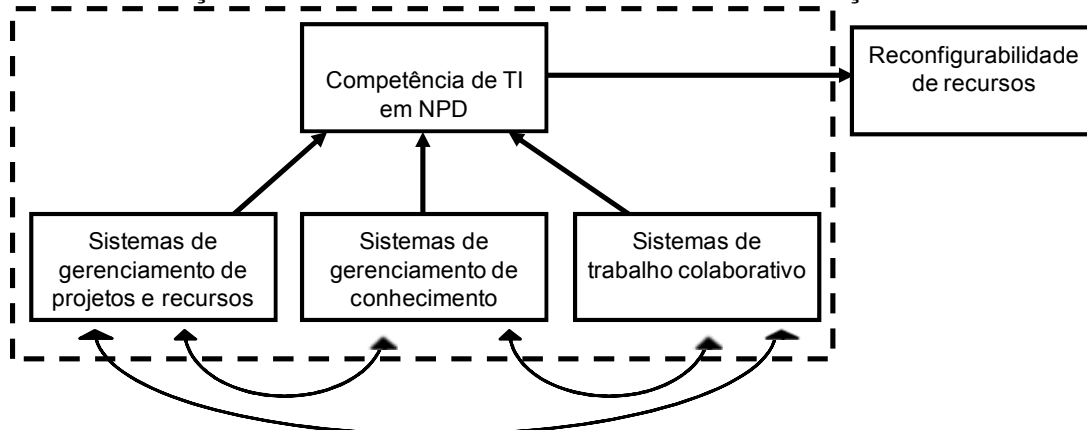 Competência de TI
em NPD
Reconfigurabilidade
de recursos
Sistemas de
gerenciamento de
projetos e recursos
Sistemas de
gerenciamento de
conhecimento
Sistemas de
trabalho colaborativo